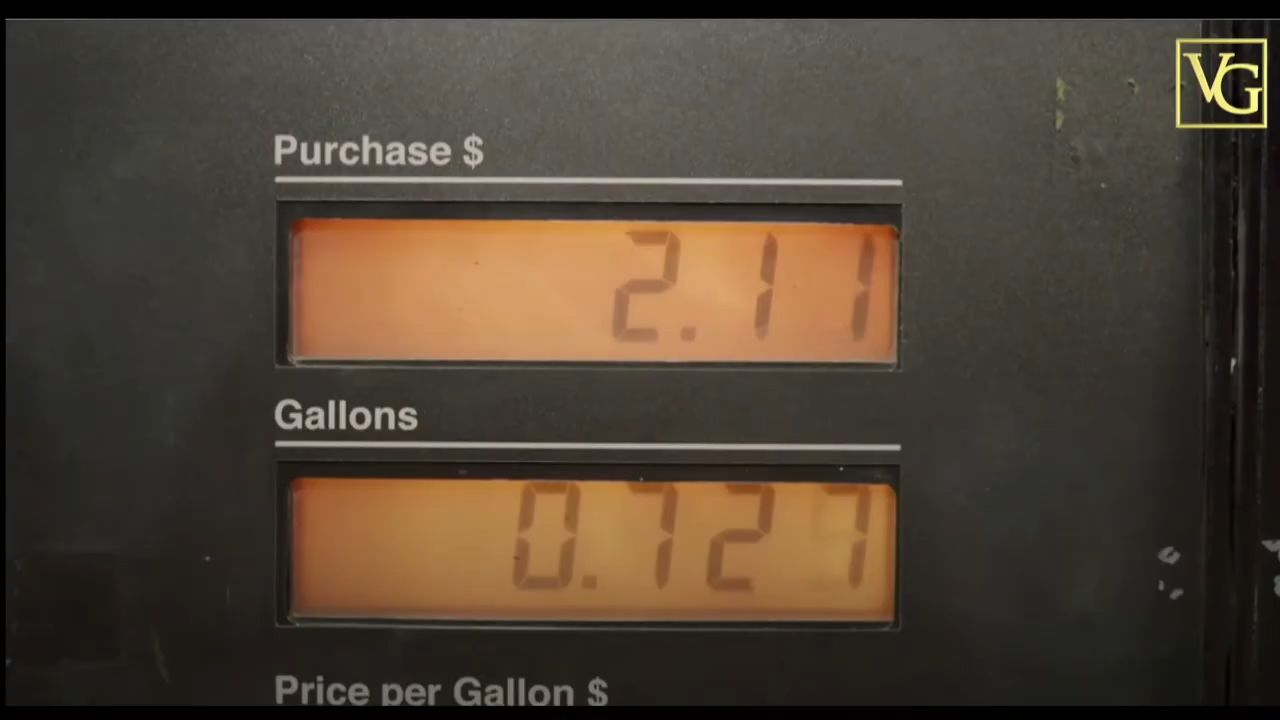 VG
Purchase $
2.11
Gallons
0.727
Price per Gallon $